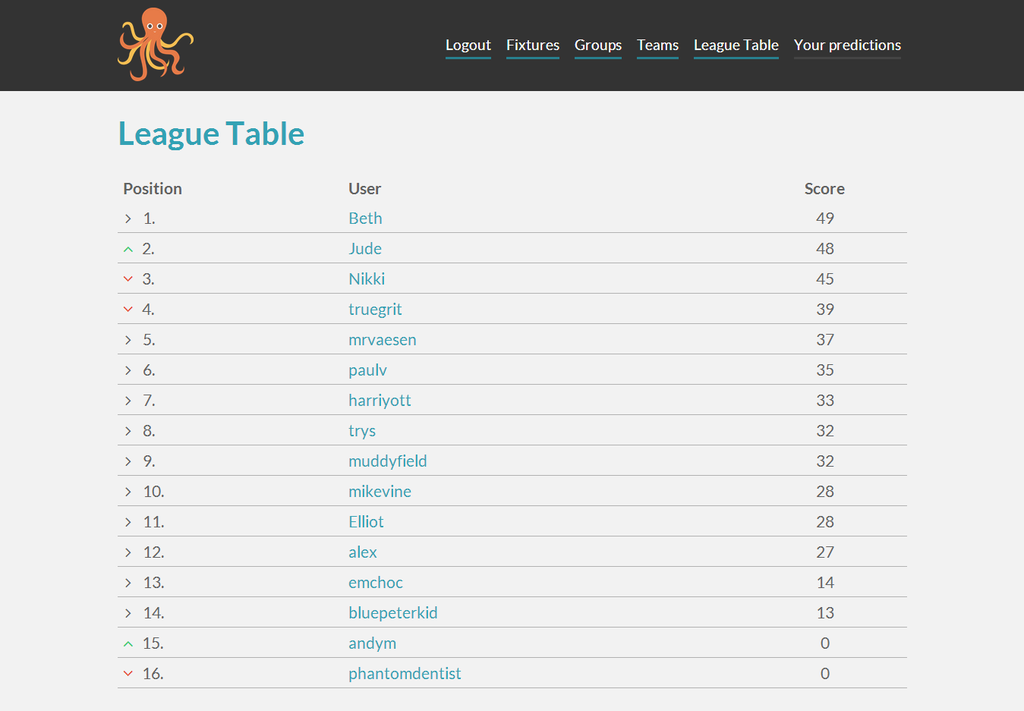 Logout Fixtures Groups Teams League Table Your predictions
League Table
Position User Score
1. Beth 49
2. Jude 48
3. Nikki 45
4. truegrit 39
5. mrvaesen 37
6. paulv 35
7. harriyott 33
8. trys 32
9. muddyfield 32
10. mikevine 28
11. Elliot 28
12. alex 27
13. emchoc 14
14. bluepeterkid 13
15. andym 0
16. phantomdentist 0